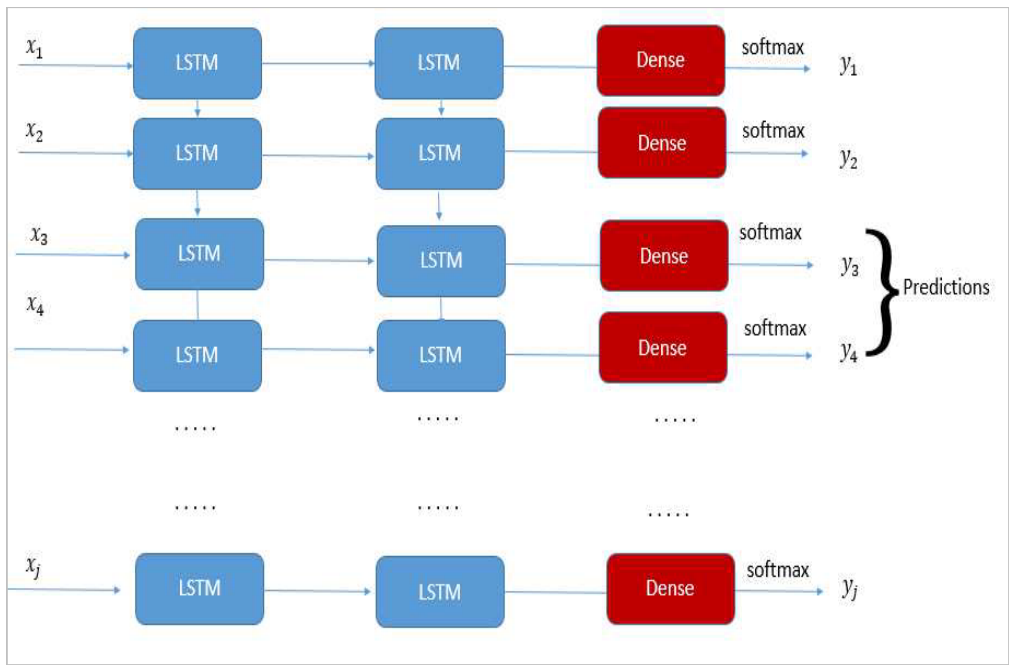 x₁ LSTM LSTM Dense softmax y₁
x₂ LSTM LSTM Dense softmax y₂
x₃ LSTM LSTM Dense softmax y₃
Predictions
x₄ LSTM LSTM Dense softmax y₄
..... ..... .....
..... ..... .....
xⱼ LSTM LSTM Dense softmax yⱼ